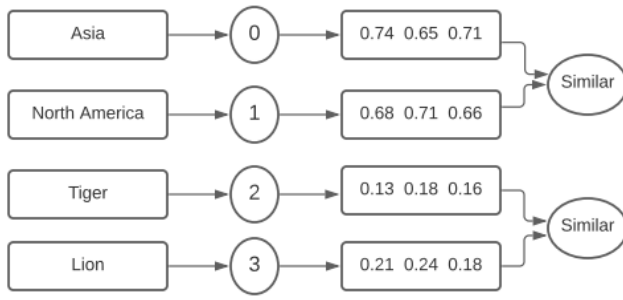 Asia 0 0.74 0.65 0.71
Similar
North America 1 0.68 0.71 0.66
Tiger 2 0.13 0.18 0.16
Similar
Lion 3 0.21 0.24 0.18